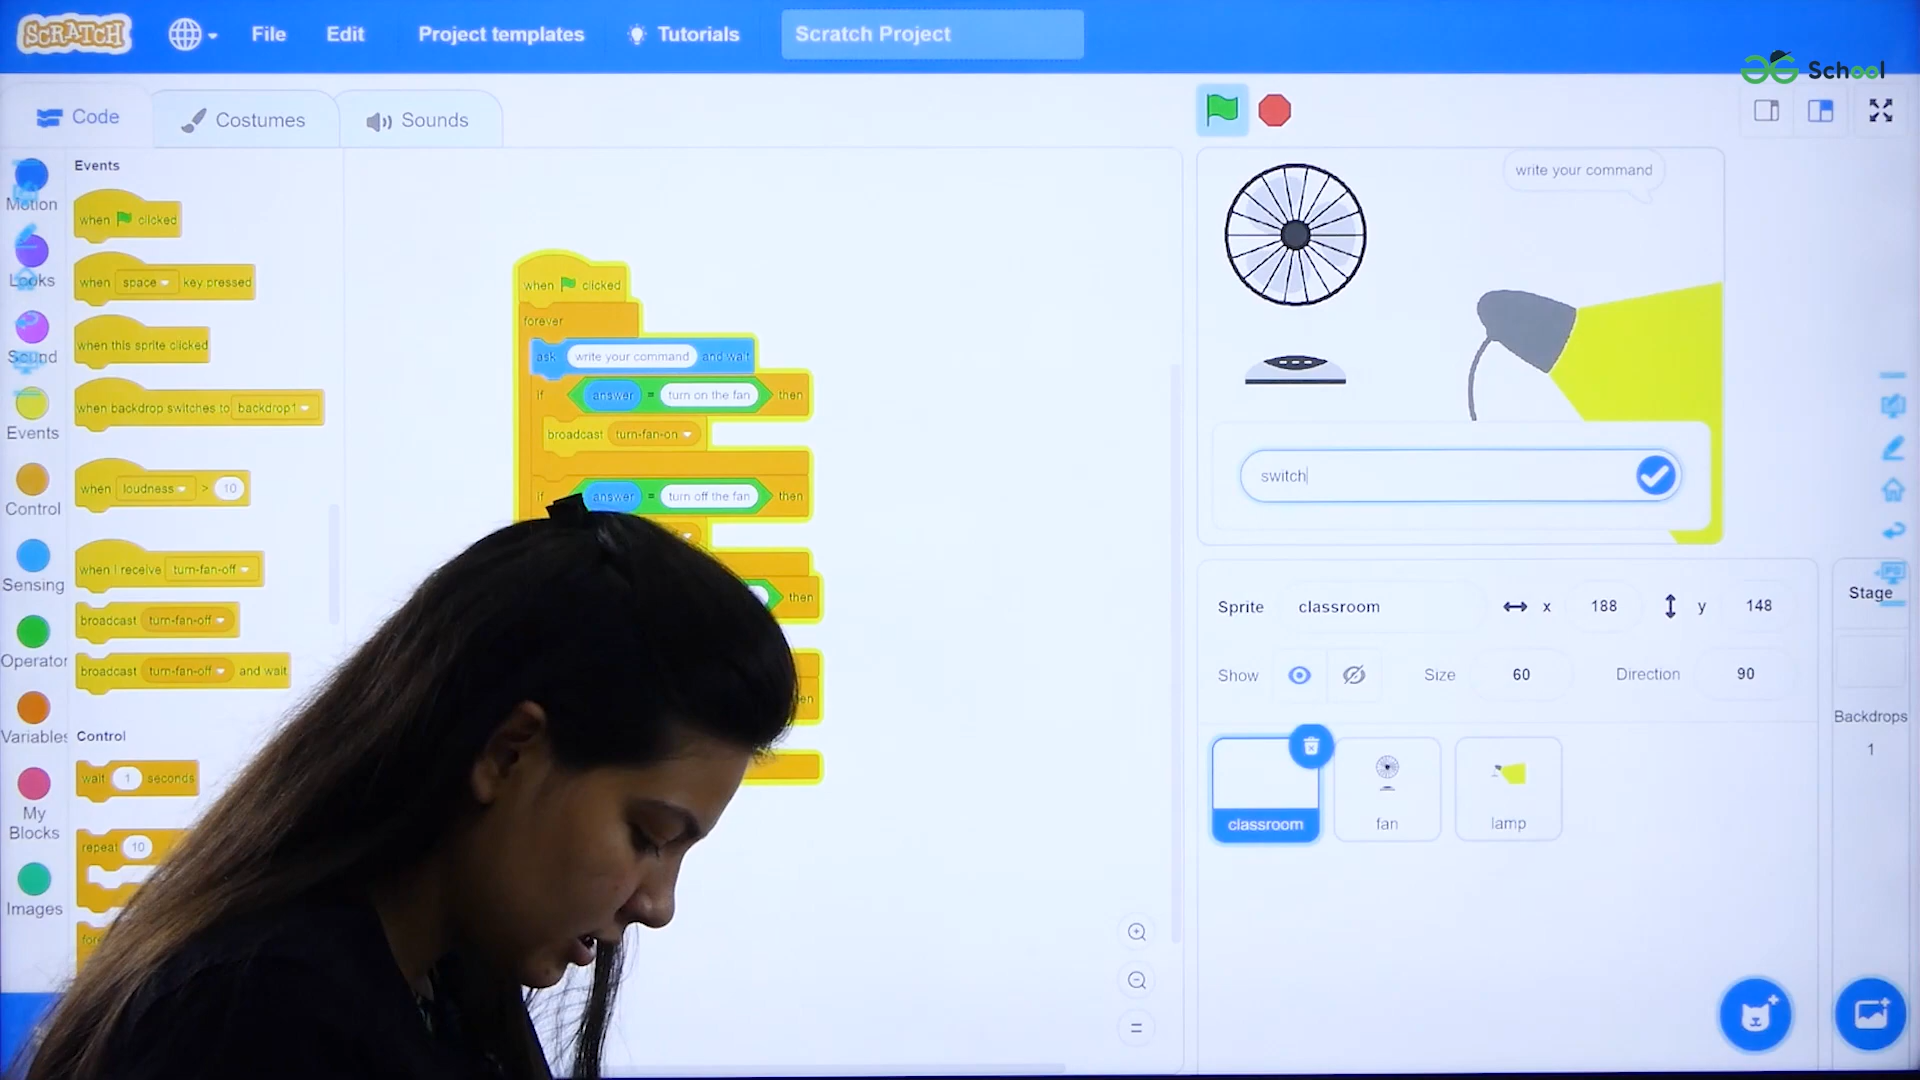 SCRATCH File Edit Project templates Tutorials Scratch Project
School
Code Costumes Sounds
Motion
Looks
Sound
Events
Control
Sensing
Operator
Variables
My
Blocks
Images
Events
when clicked
when space key pressed
when this sprite clicked
when backdrop switches to backdrop1
when loudness > 10
when I receive turn-fan-off
broadcast turn-fan-off
broadcast turn-fan-off and wait
Control
wait 1 seconds
repeat 10
when clicked
forever
ask write your command and wait
if answer = turn on the fan then
broadcast turn-fan-on
if answer = turn off the fan then
then
write your command
switch
Sprite classroom x 188 y 148
Show Size 60 Direction 90
classroom fan lamp
Stage
Backdrops
1